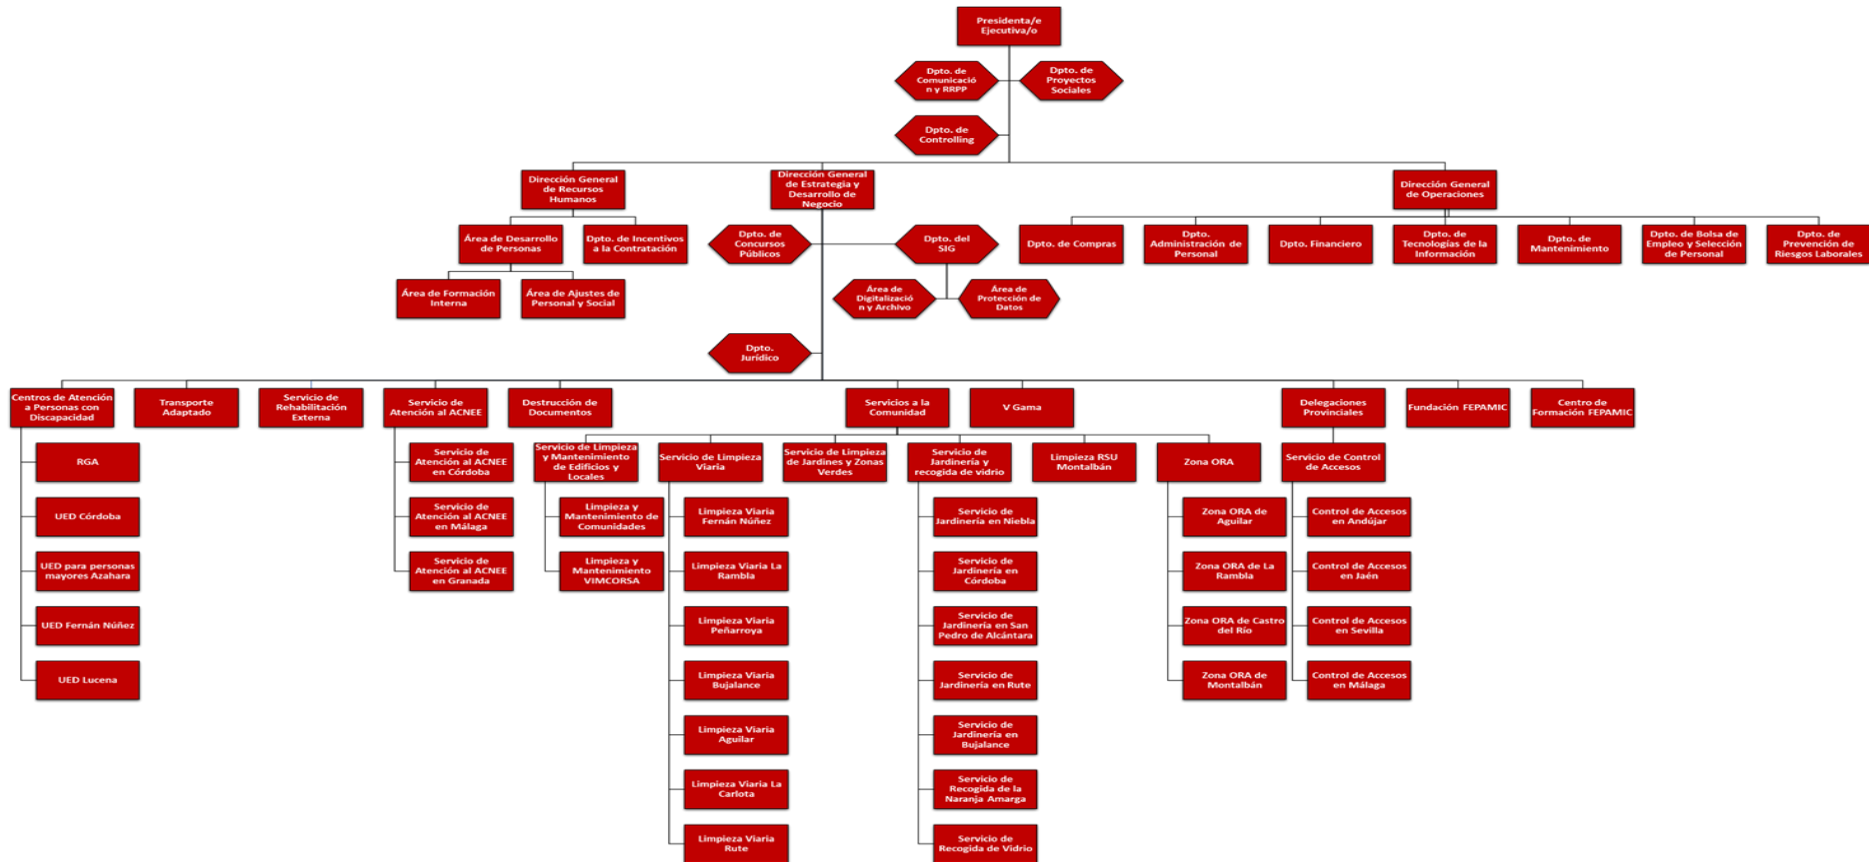 Presidenta/e
Ejecutiva/o
Dpto. de
Comunicació
n y RRPP
Dpto. de
Proyectos
Sociales
Dpto. de
Controlling
Dirección General
de Recursos
Humanos
Dirección General
de Estrategia y
Desarrollo de
Negocio
Dirección General
de Operaciones
Área de Desarrollo
de Personas
Dpto. de Incentivos
a la Contratación
Dpto. de
Concursos
Públicos
Dpto. del
SIG
Dpto. de Compras
Dpto.
Administración de
Personal
Dpto. Financiero
Dpto. de
Tecnologías de la
Información
Dpto. de
Mantenimiento
Dpto. de Bolsa de
Empleo y Selección
de Personal
Dpto. de
Prevención de
Riesgos Laborales
Área de Formación
Interna
Área de Ajustes de
Personal y Social
Área de
Digitalizació
n y Archivo
Área de
Protección de
Datos
Dpto.
Jurídico
Centros de Atención
a Personas con
Discapacidad
Transporte
Adaptado
Servicio de
Rehabilitación
Externa
Servicio de
Atención al ACNEE
Destrucción de
Documentos
Servicios a la
Comunidad
V Gama
Delegaciones
Provinciales
Fundación FEPAMIC
Centro de
Formación FEPAMIC
RGA
UED Córdoba
UED para personas
mayores Azahara
UED Fernán Núñez
UED Lucena
Servicio de
Atención al ACNEE
en Córdoba
Servicio de
Atención al ACNEE
en Málaga
Servicio de
Atención al ACNEE
en Granada
Servicio de Limpieza
y Mantenimiento
de Edificios y
Locales
Limpieza y
Mantenimiento de
Comunidades
Limpieza y
Mantenimiento
VIMCORSA
Servicio de Limpieza
Viaria
Limpieza Viaria
Fernán Núñez
Limpieza Viaria La
Rambla
Limpieza Viaria
Peñarroya
Limpieza Viaria
Bujalance
Limpieza Viaria
Aguilar
Limpieza Viaria La
Carlota
Limpieza Viaria
Rute
Servicio de Limpieza
de Jardines y Zonas
Verdes
Servicio de
Jardinería y
recogida de vidrio
Servicio de
Jardinería en Niebla
Servicio de
Jardinería en
Córdoba
Servicio de
Jardinería en San
Pedro de Alcántara
Servicio de
Jardinería en Rute
Servicio de
Jardinería en
Bujalance
Servicio de
Recogida de la
Naranja Amarga
Servicio de
Recogida de Vidrio
Limpieza RSU
Montalbán
Zona ORA
Zona ORA de
Aguilar
Zona ORA de La
Rambla
Zona ORA de Castro
del Río
Zona ORA de
Montalbán
Servicio de Control
de Accesos
Control de Accesos
en Andújar
Control de Accesos
en Jaén
Control de Accesos
en Sevilla
Control de Accesos
en Málaga